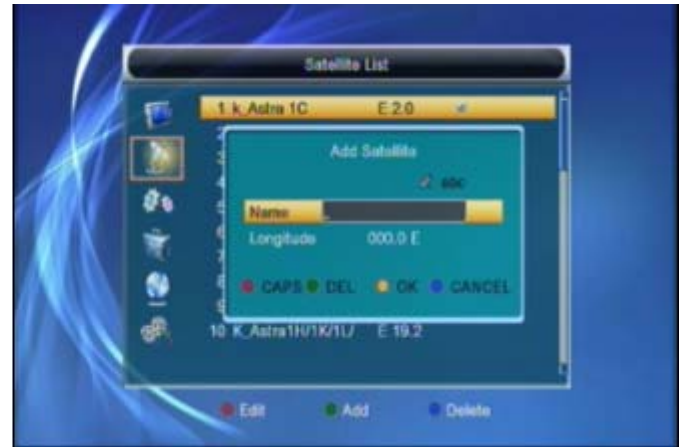 Satellite List
1 k_Astra 1C E 2.0
Add Satellite
abc
Name
Longitude 000.0 E
CAPS DEL OK CANCEL
10 K_Astra1H/1K/1L/ E 19.2
Edit Add Delete